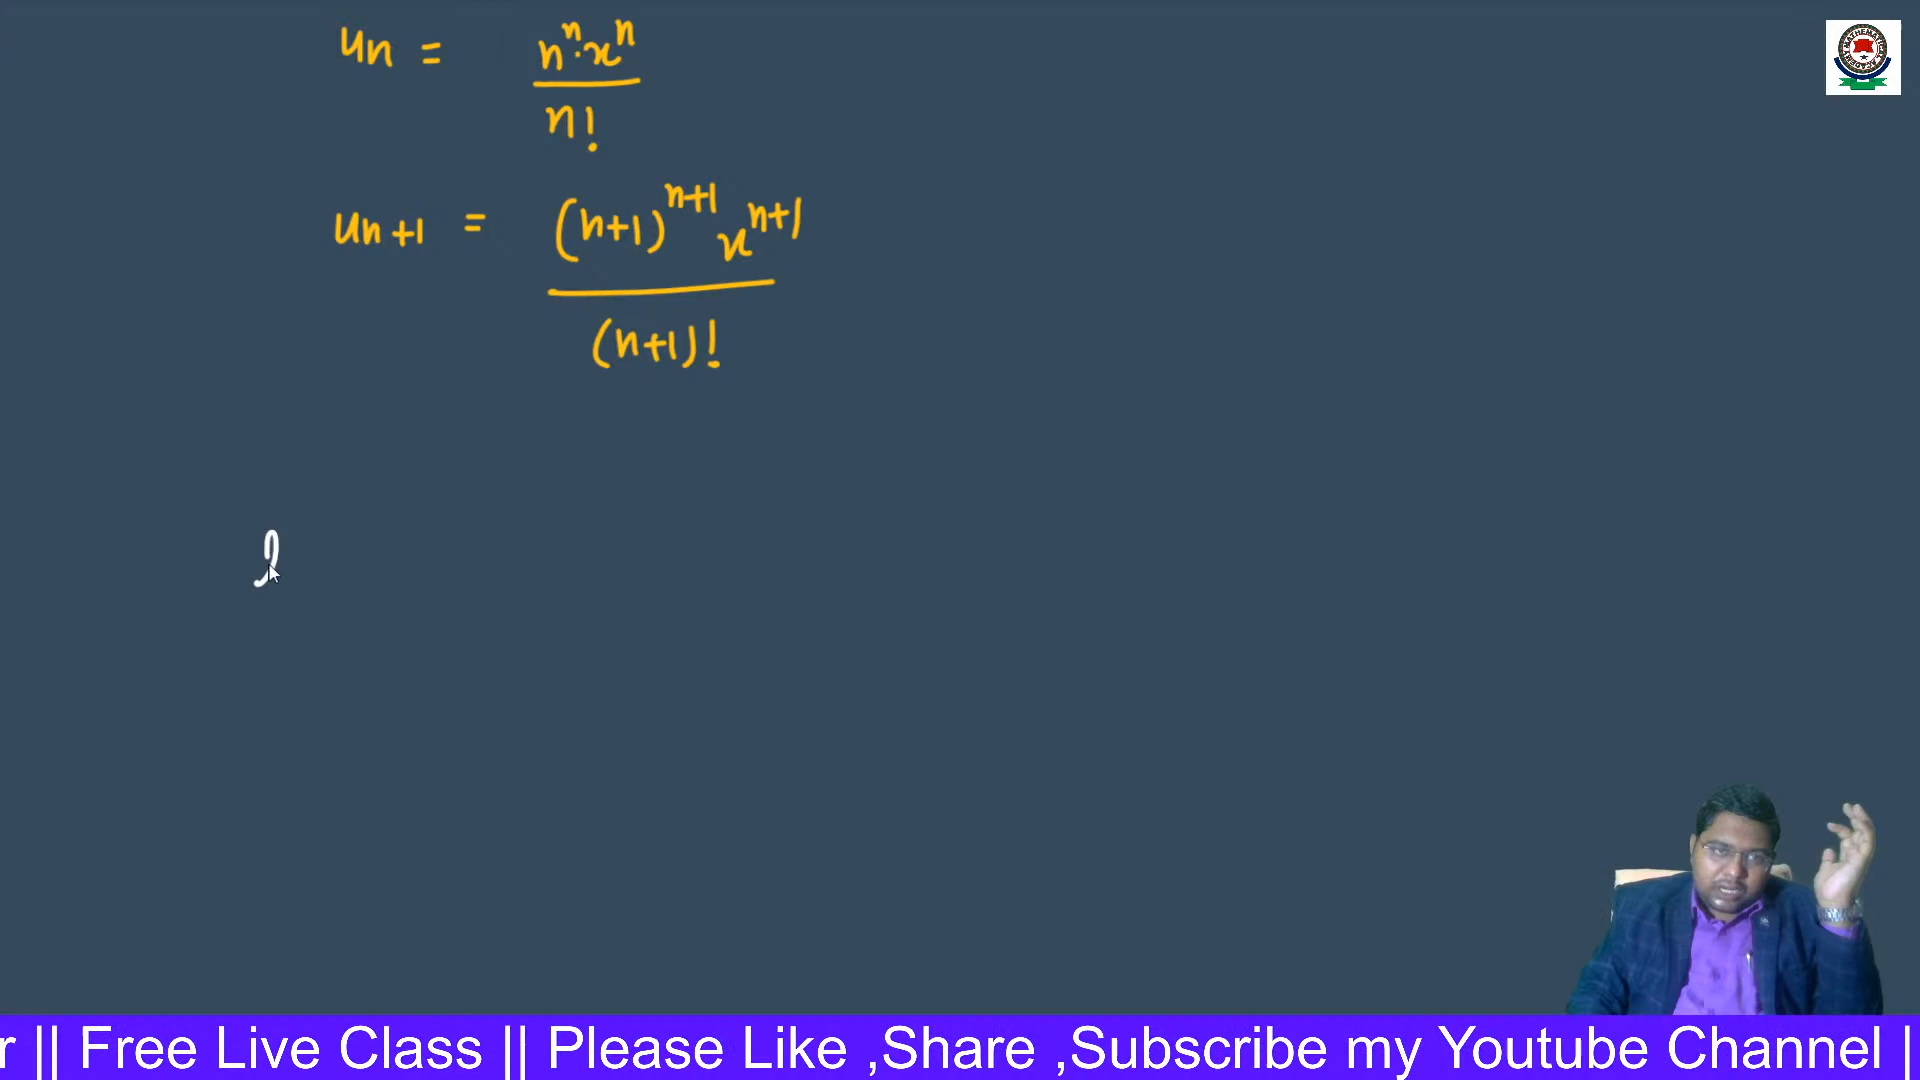 un = n^n · x^n / n!
un+1 = (n+1)^n+1 x^n+1 / (n+1)!
l
r || Free Live Class || Please Like ,Share ,Subscribe my Youtube Channel |